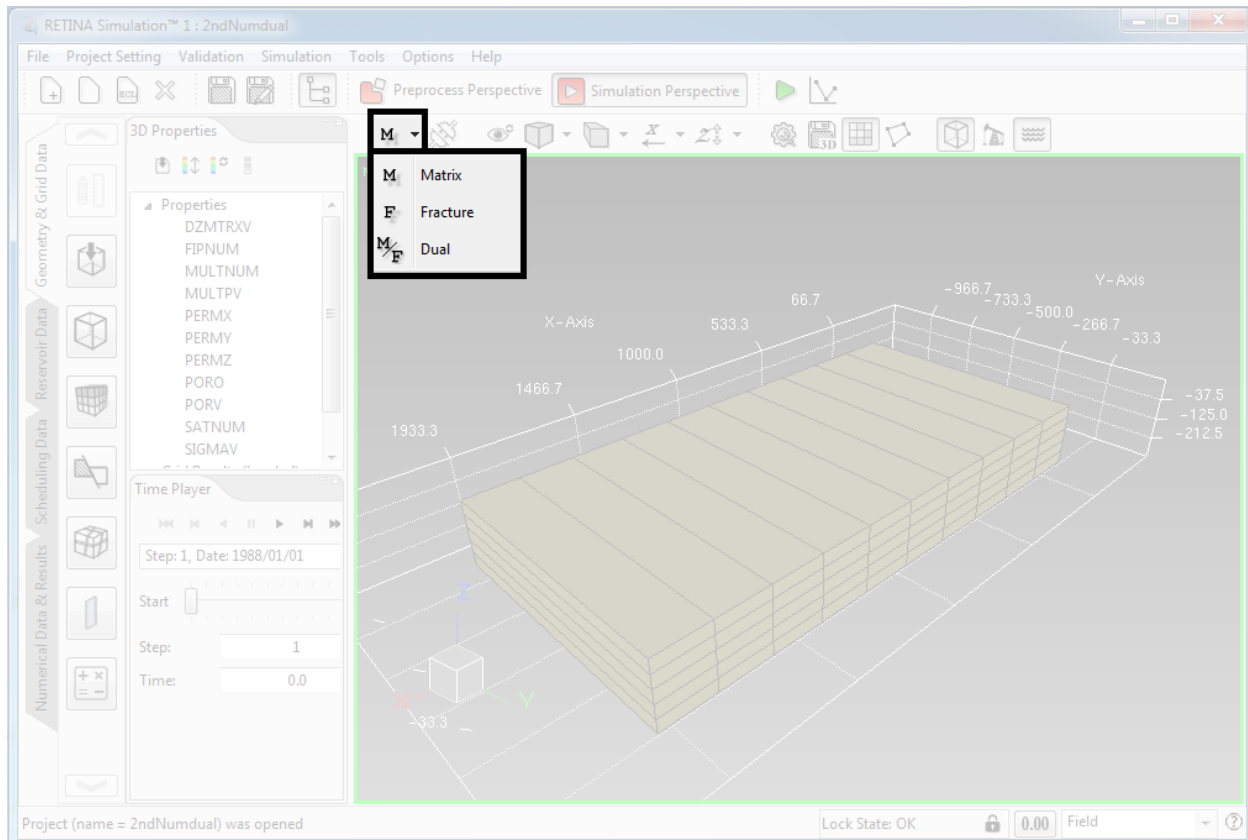 RETINA Simulation™ 1 : 2ndNumdual
File Project Setting Validation Simulation Tools Options Help
ECL Preprocess Perspective Simulation Perspective
3D Properties
M X Z 3D
M Matrix
F Fracture
M/F Dual
Properties
DZMTRXV
FIPNUM
MULTNUM
MULTPV
PERMX
PERMY
PERMZ
PORO
PORV
SATNUM
SIGMAV
Time Player
Step: 1, Date: 1988/01/01
Start
Step: 1
Time: 0.0
Geometry & Grid Data
Reservoir Data
Scheduling Data
Numerical Data & Results
X-Axis
Y-Axis
1933.3
1466.7
1000.0
533.3
66.7
-966.7
-733.3
-500.0
-266.7
-33.3
-37.5
-125.0
-212.5
Z
X
Y
-33.3
Project (name = 2ndNumdual) was opened
Lock State: OK 0.00 Field